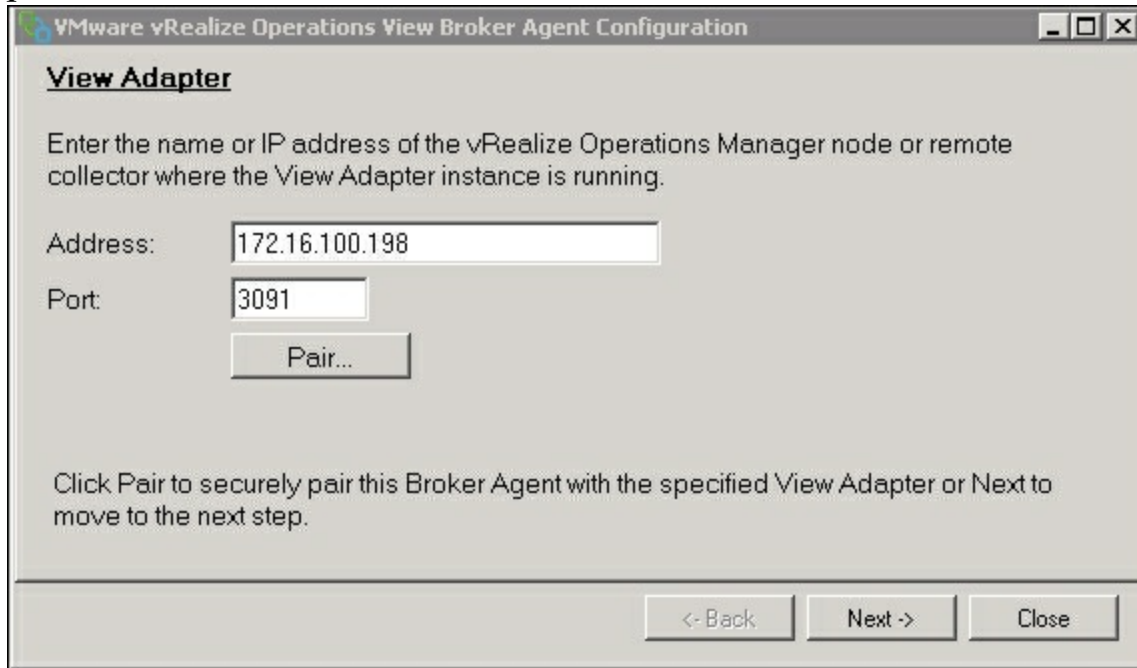 VMware vRealize Operations View Broker Agent Configuration
View Adapter
Enter the name or IP address of the vRealize Operations Manager node or remote
collector where the View Adapter instance is running.
Address: 172.16.100.198
Port: 3091
Pair...
Click Pair to securely pair this Broker Agent with the specified View Adapter or Next to
move to the next step.
<- Back Next -> Close